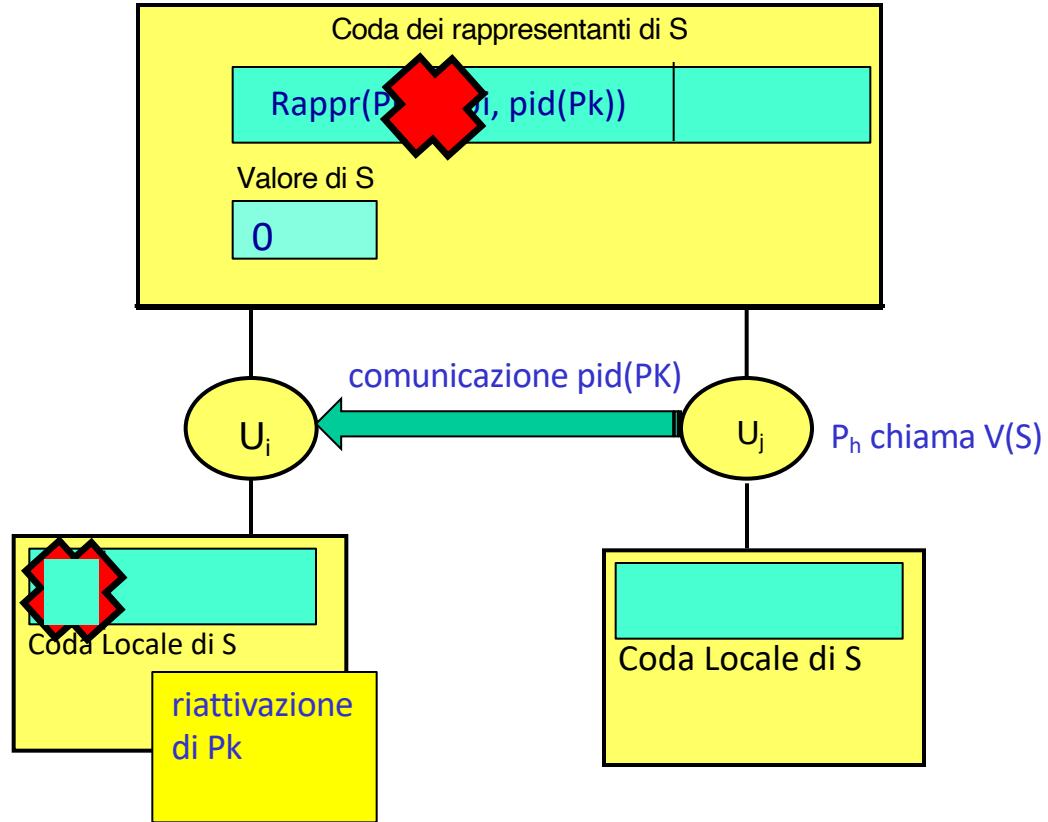 Coda dei rappresentanti di S
Rappr( i, pid(Pk))
Valore di S
0
comunicazione pid(PK)
Ui
Uj
Ph chiama V(S)
Coda Locale di S
Coda Locale di S
riattivazione
di Pk